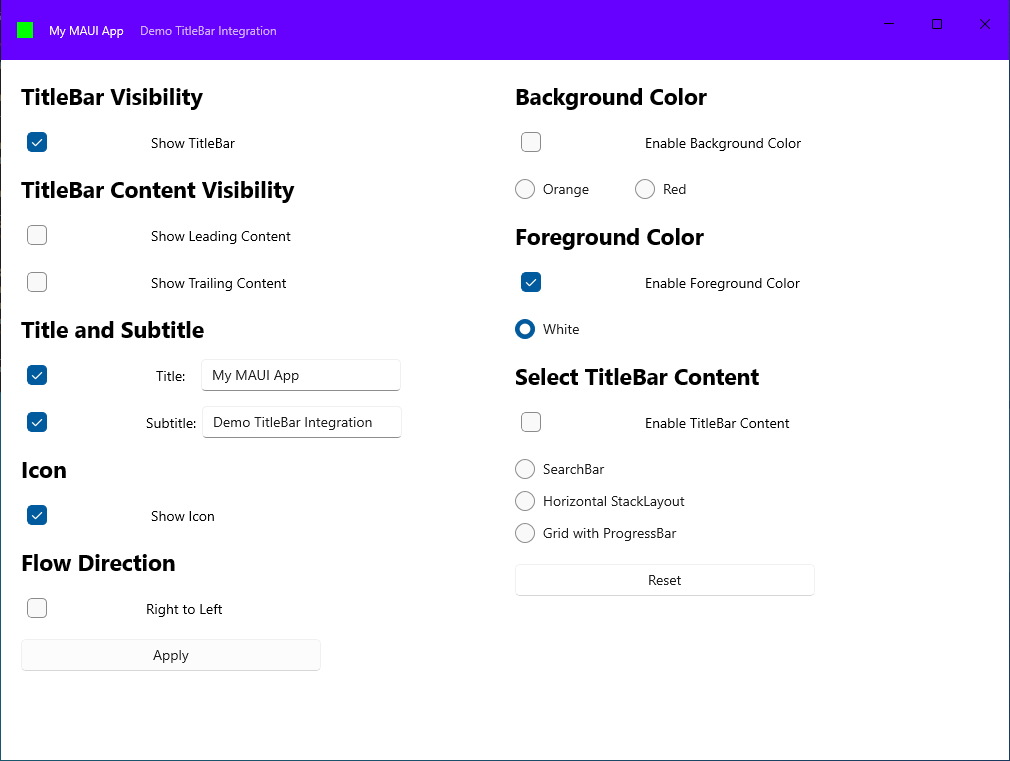 My MAUI App Demo TitleBar Integration
TitleBar Visibility
Show TitleBar
TitleBar Content Visibility
Show Leading Content
Show Trailing Content
Title and Subtitle
Title: My MAUI App
Subtitle: Demo TitleBar Integration
Icon
Show Icon
Flow Direction
Right to Left
Apply
Background Color
Enable Background Color
Orange Red
Foreground Color
Enable Foreground Color
White
Select TitleBar Content
Enable TitleBar Content
SearchBar
Horizontal StackLayout
Grid with ProgressBar
Reset